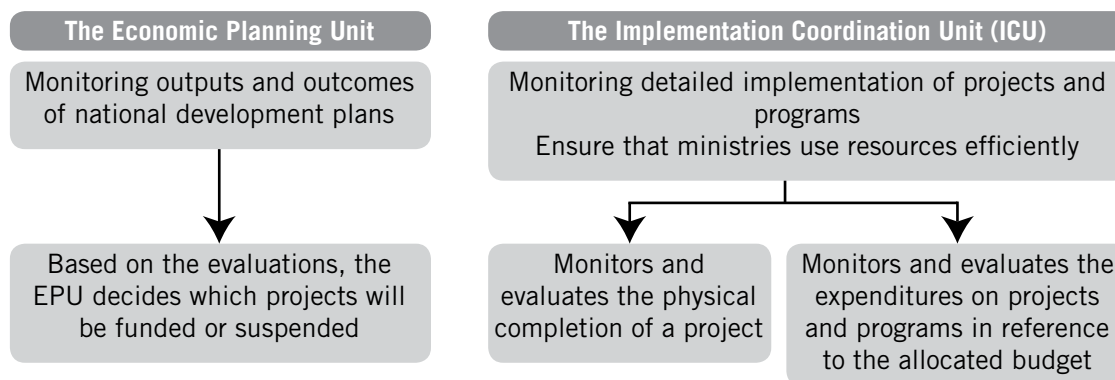 The Economic Planning Unit
Monitoring outputs and outcomes
of national development plans
Based on the evaluations, the
EPU decides which projects will
be funded or suspended
The Implementation Coordination Unit (ICU)
Monitoring detailed implementation of projects and
programs
Ensure that ministries use resources efficiently
Monitors and
evaluates the physical
completion of a project
Monitors and evaluates the
expenditures on projects
and programs in reference
to the allocated budget